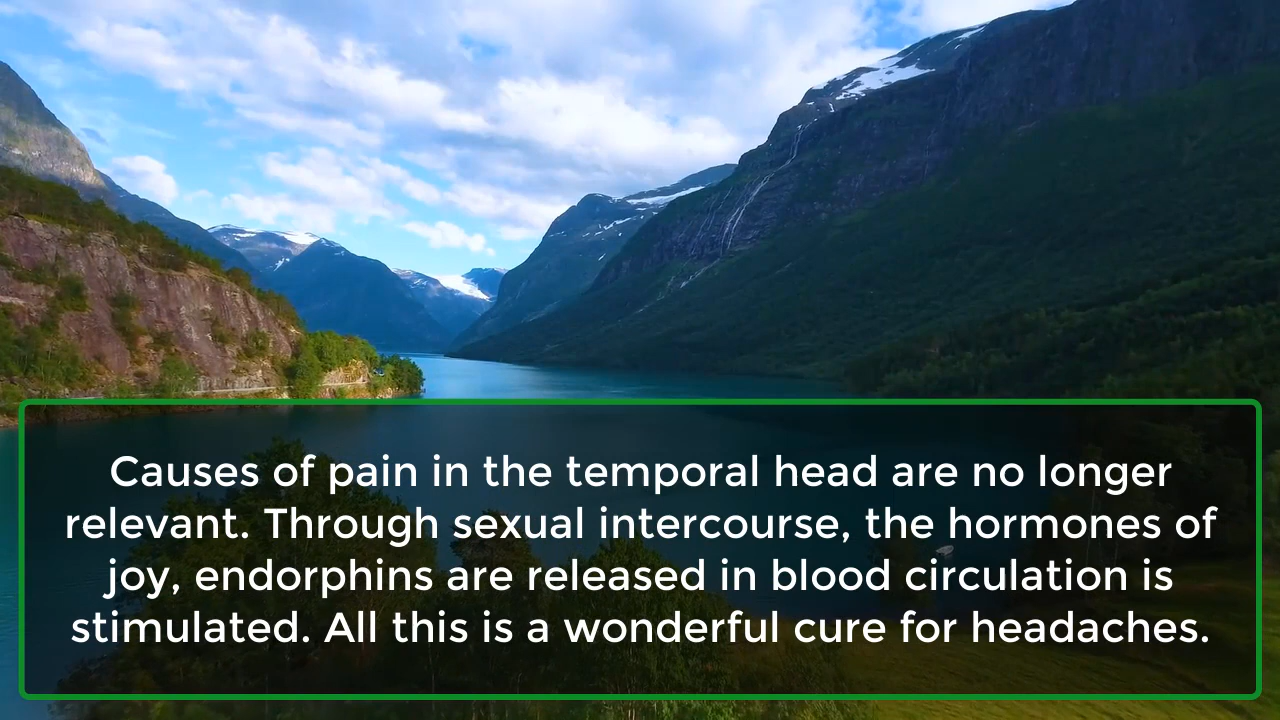 Causes of pain in the temporal head are no longer
relevant. Through sexual intercourse, the hormones of
joy, endorphins are released in blood circulation is
stimulated. All this is a wonderful cure for headaches.